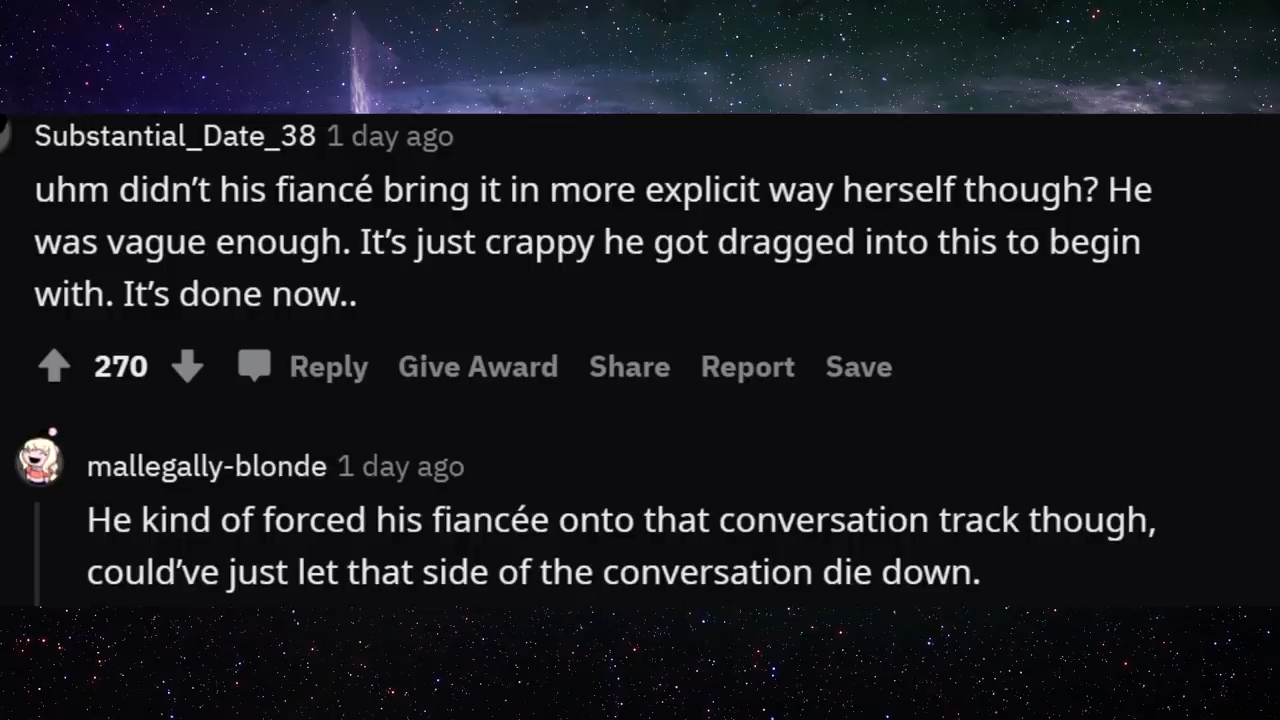 Substantial_Date_38 1 day ago
uhm didn’t his fiancé bring it in more explicit way herself though? He
was vague enough. It’s just crappy he got dragged into this to begin
with. It’s done now..
270 Reply Give Award Share Report Save
mallegally-blonde 1 day ago
He kind of forced his fiancée onto that conversation track though,
could’ve just let that side of the conversation die down.